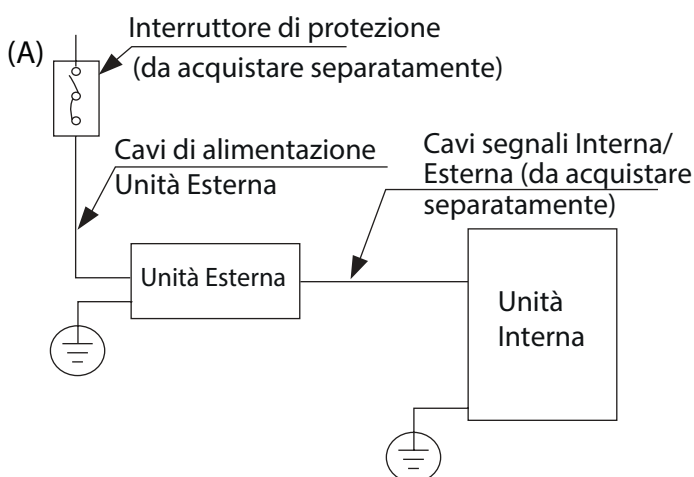 (A)
Interruttore di protezione
(da acquistare separatamente)
Cavi di alimentazione
Unità Esterna
Cavi segnali Interna/
Esterna (da acquistare
separatamente)
Unità Esterna
Unità
Interna